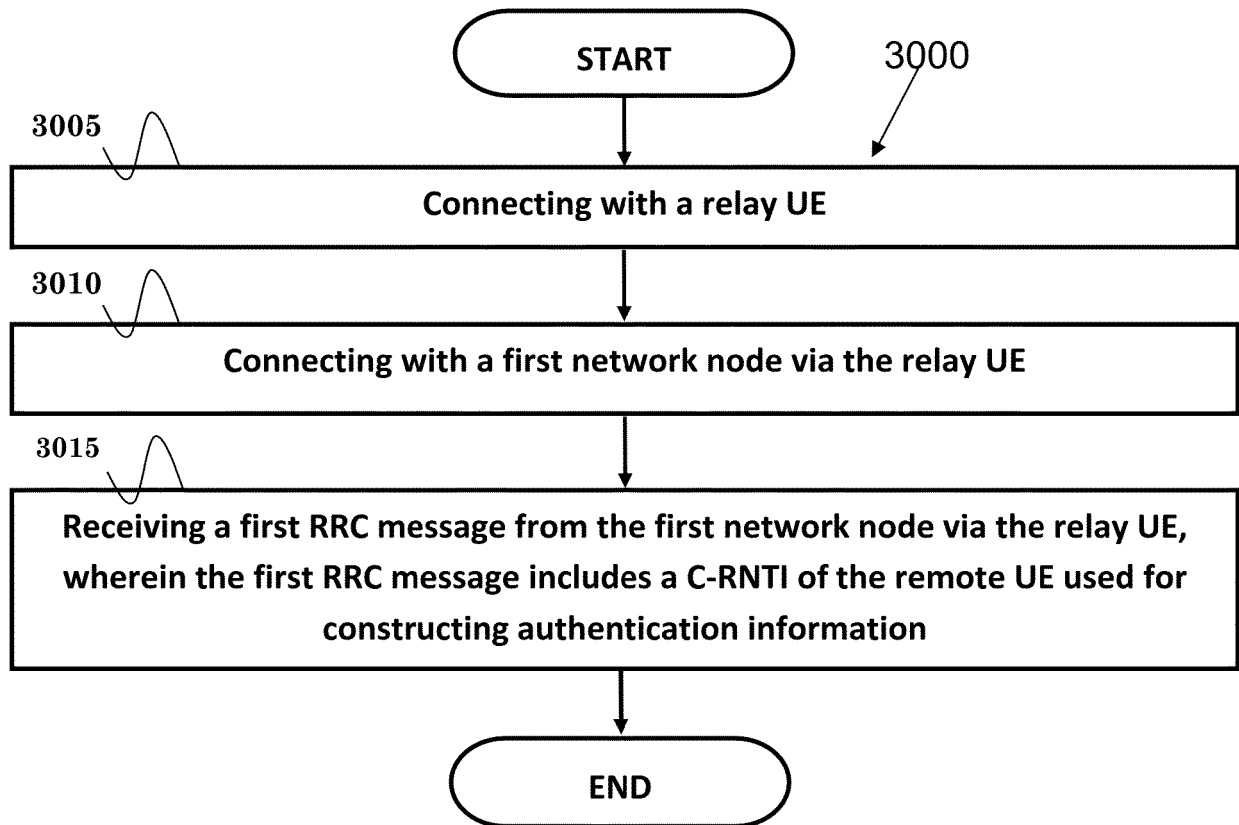 START
3000
3005
Connecting with a relay UE
3010
Connecting with a first network node via the relay UE
3015
Receiving a first RRC message from the first network node via the relay UE,
wherein the first RRC message includes a C-RNTI of the remote UE used for
constructing authentication information
END